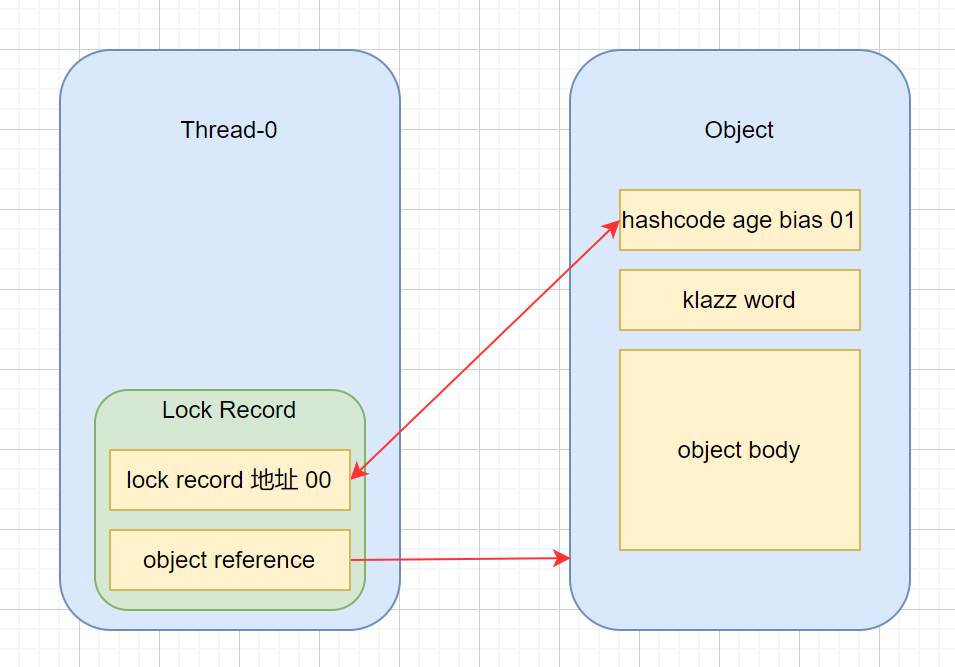 Thread-0
Lock Record
lock record 地址 00
object reference
Object
hashcode age bias 01
klazz word
object body